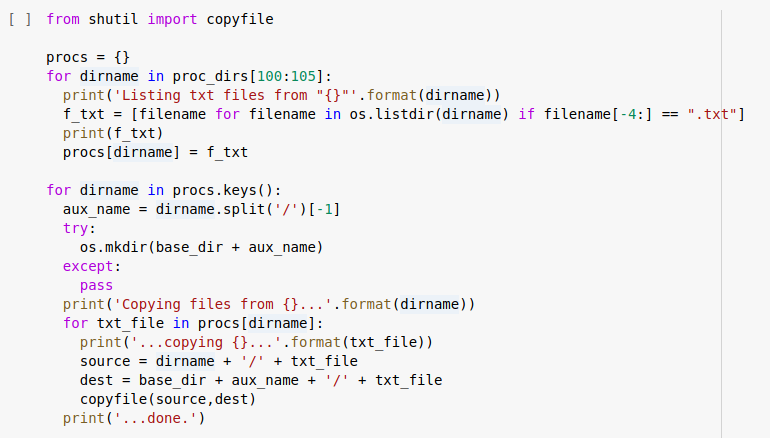 [ ] from shutil import copyfile

procs = {}
for dirname in proc_dirs[100:105]:
  print('Listing txt files from "{}"'.format(dirname))
  f_txt = [filename for filename in os.listdir(dirname) if filename[-4:] == ".txt"]
  print(f_txt)
  procs[dirname] = f_txt

for dirname in procs.keys():
  aux_name = dirname.split('/')[-1]
  try:
    os.mkdir(base_dir + aux_name)
  except:
    pass
  print('Copying files from {}...'.format(dirname))
  for txt_file in procs[dirname]:
    print('...copying {}...'.format(txt_file))
    source = dirname + '/' + txt_file
    dest = base_dir + aux_name + '/' + txt_file
    copyfile(source,dest)
  print('...done.')